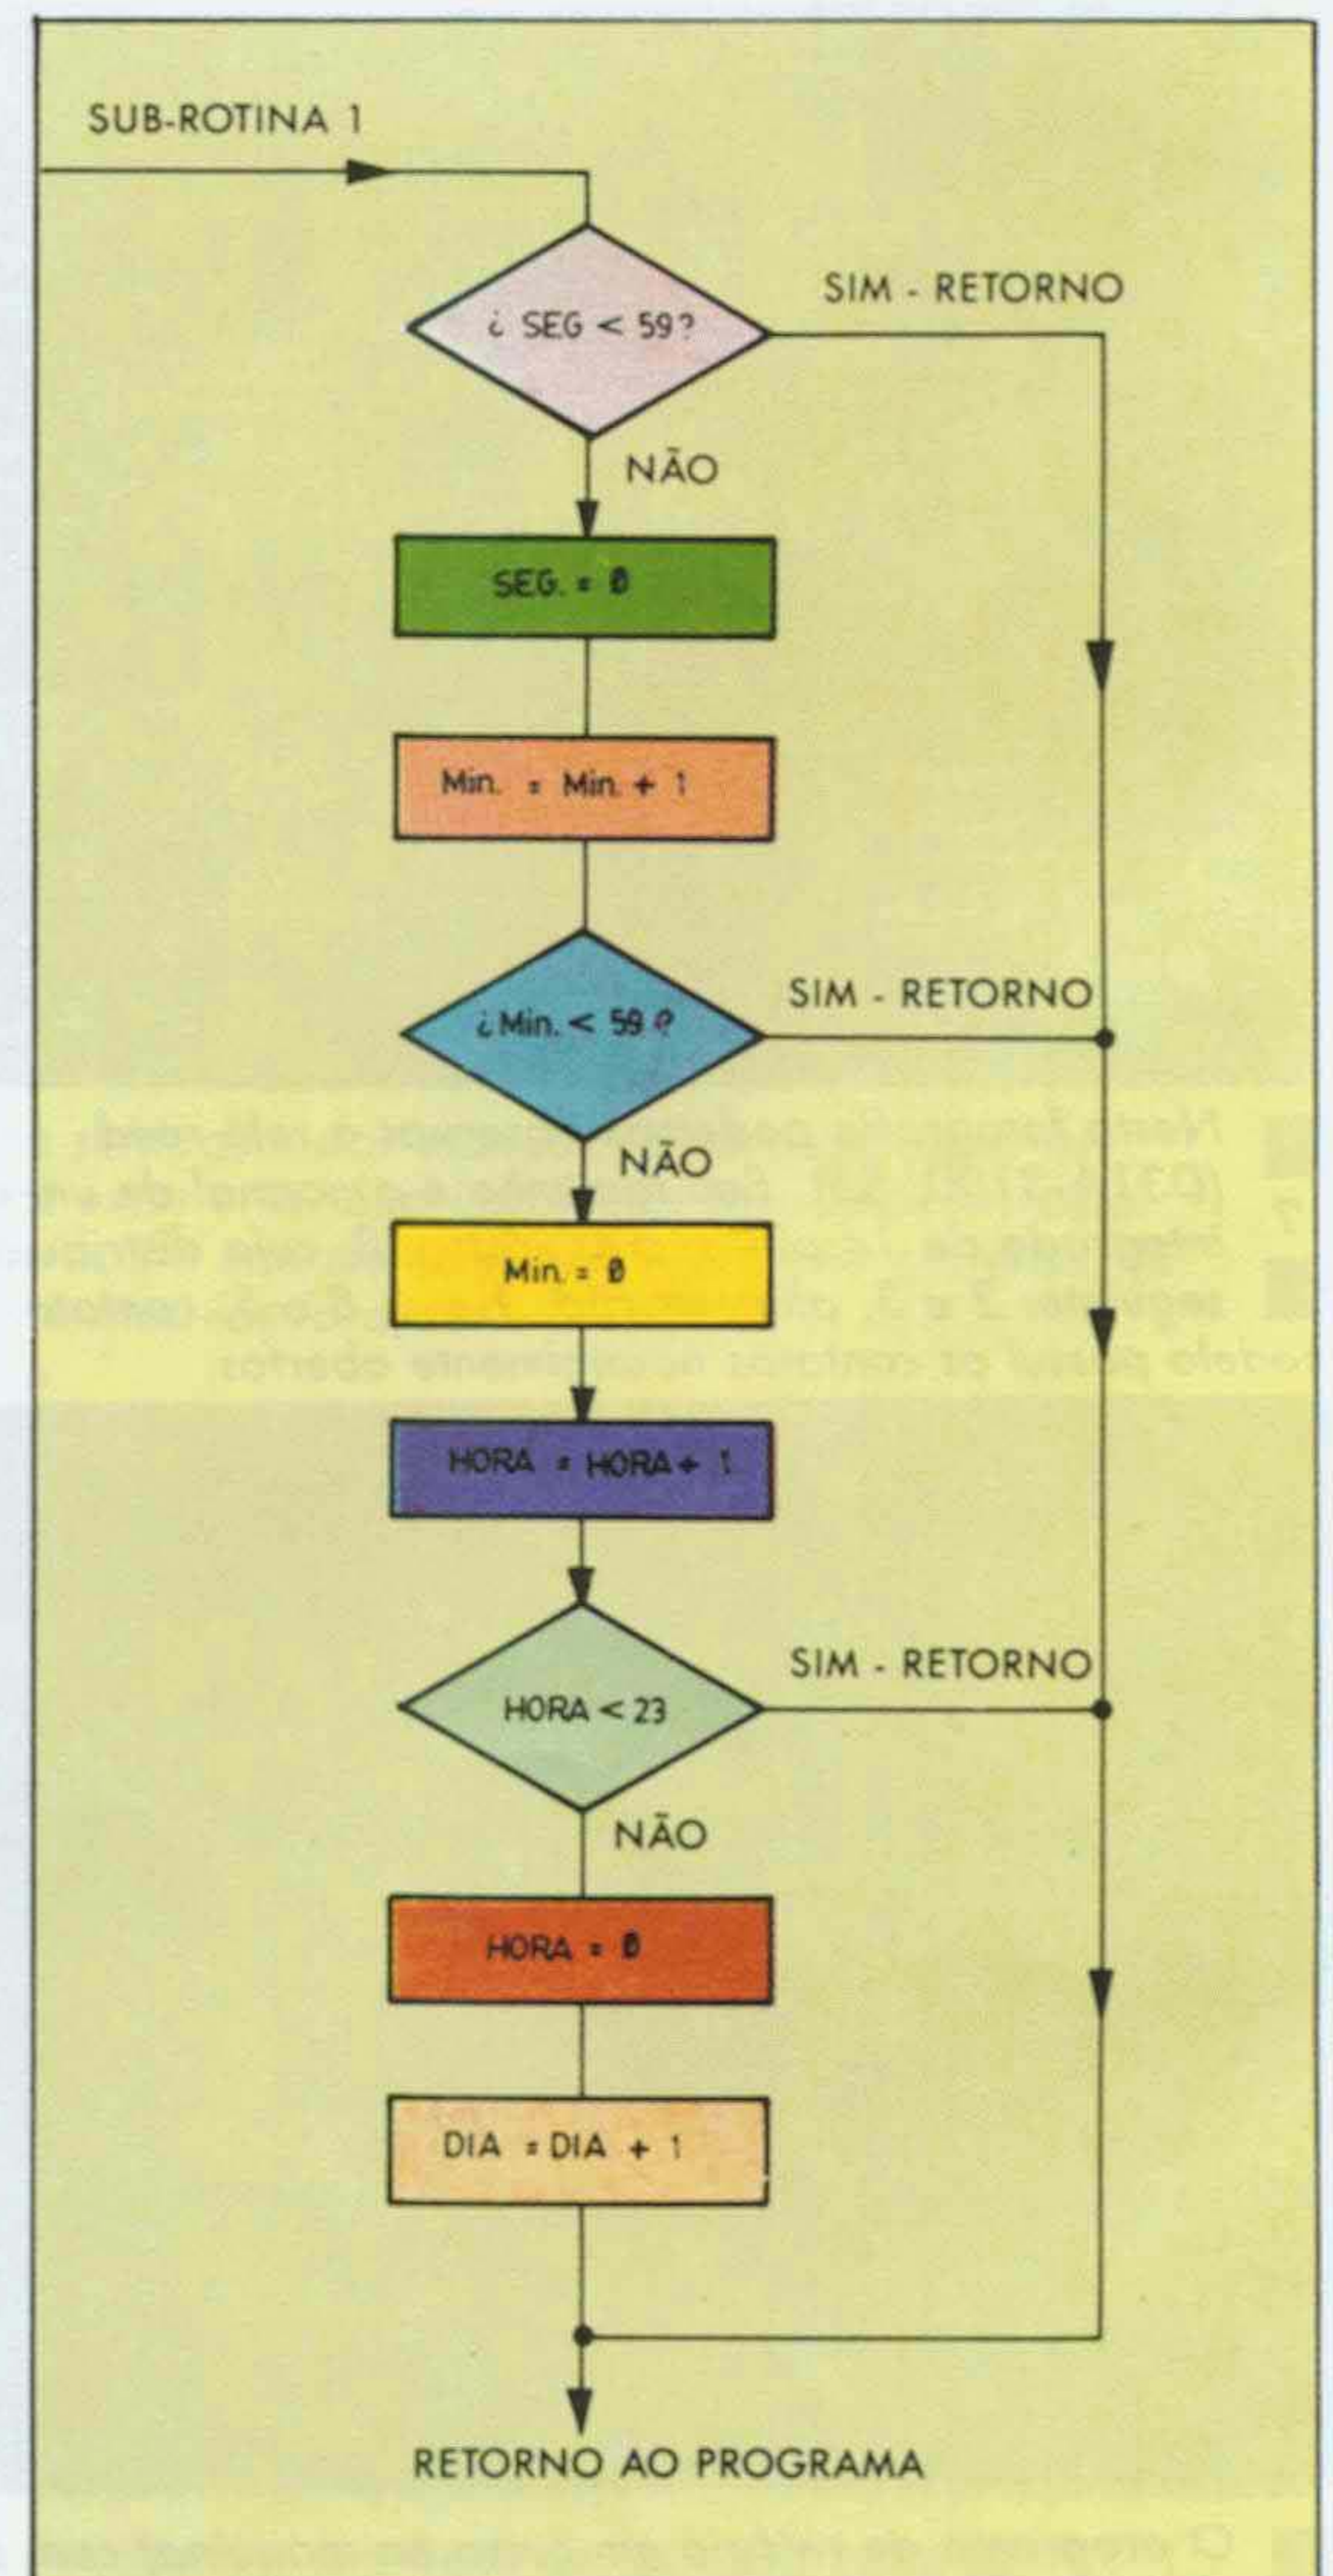 SUB-ROTINA 1
¿ SEG < 59?
SIM - RETORNO
NÃO
SEG. = 0
Min. = Min. + 1
¿Min. < 59?
SIM - RETORNO
NÃO
Min. = 0
HORA = HORA + 1
HORA < 23
SIM - RETORNO
NÃO
HORA = 0
DIA = DIA + 1
RETORNO AO PROGRAMA